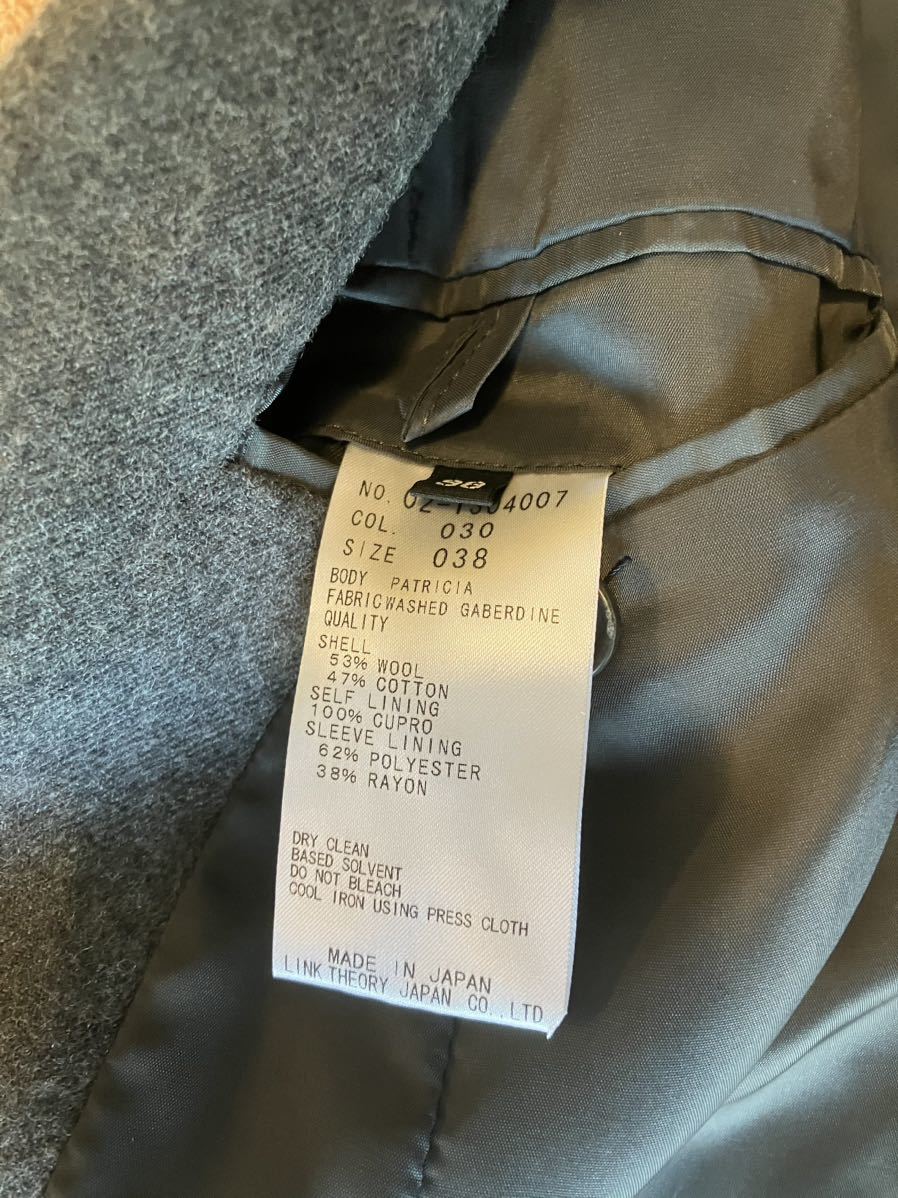 38
NO. 02-1304007
COL. 030
SIZE 038
BODY PATRICIA
FABRICWASHED GABERDINE
QUALITY
SHELL
53% WOOL
47% COTTON
SELF LINING
100% CUPRO
SLEEVE LINING
62% POLYESTER
38% RAYON
DRY CLEAN
BASED SOLVENT
DO NOT BLEACH
COOL IRON USING PRESS CLOTH
MADE IN JAPAN
LINK THEORY JAPAN CO.,LTD